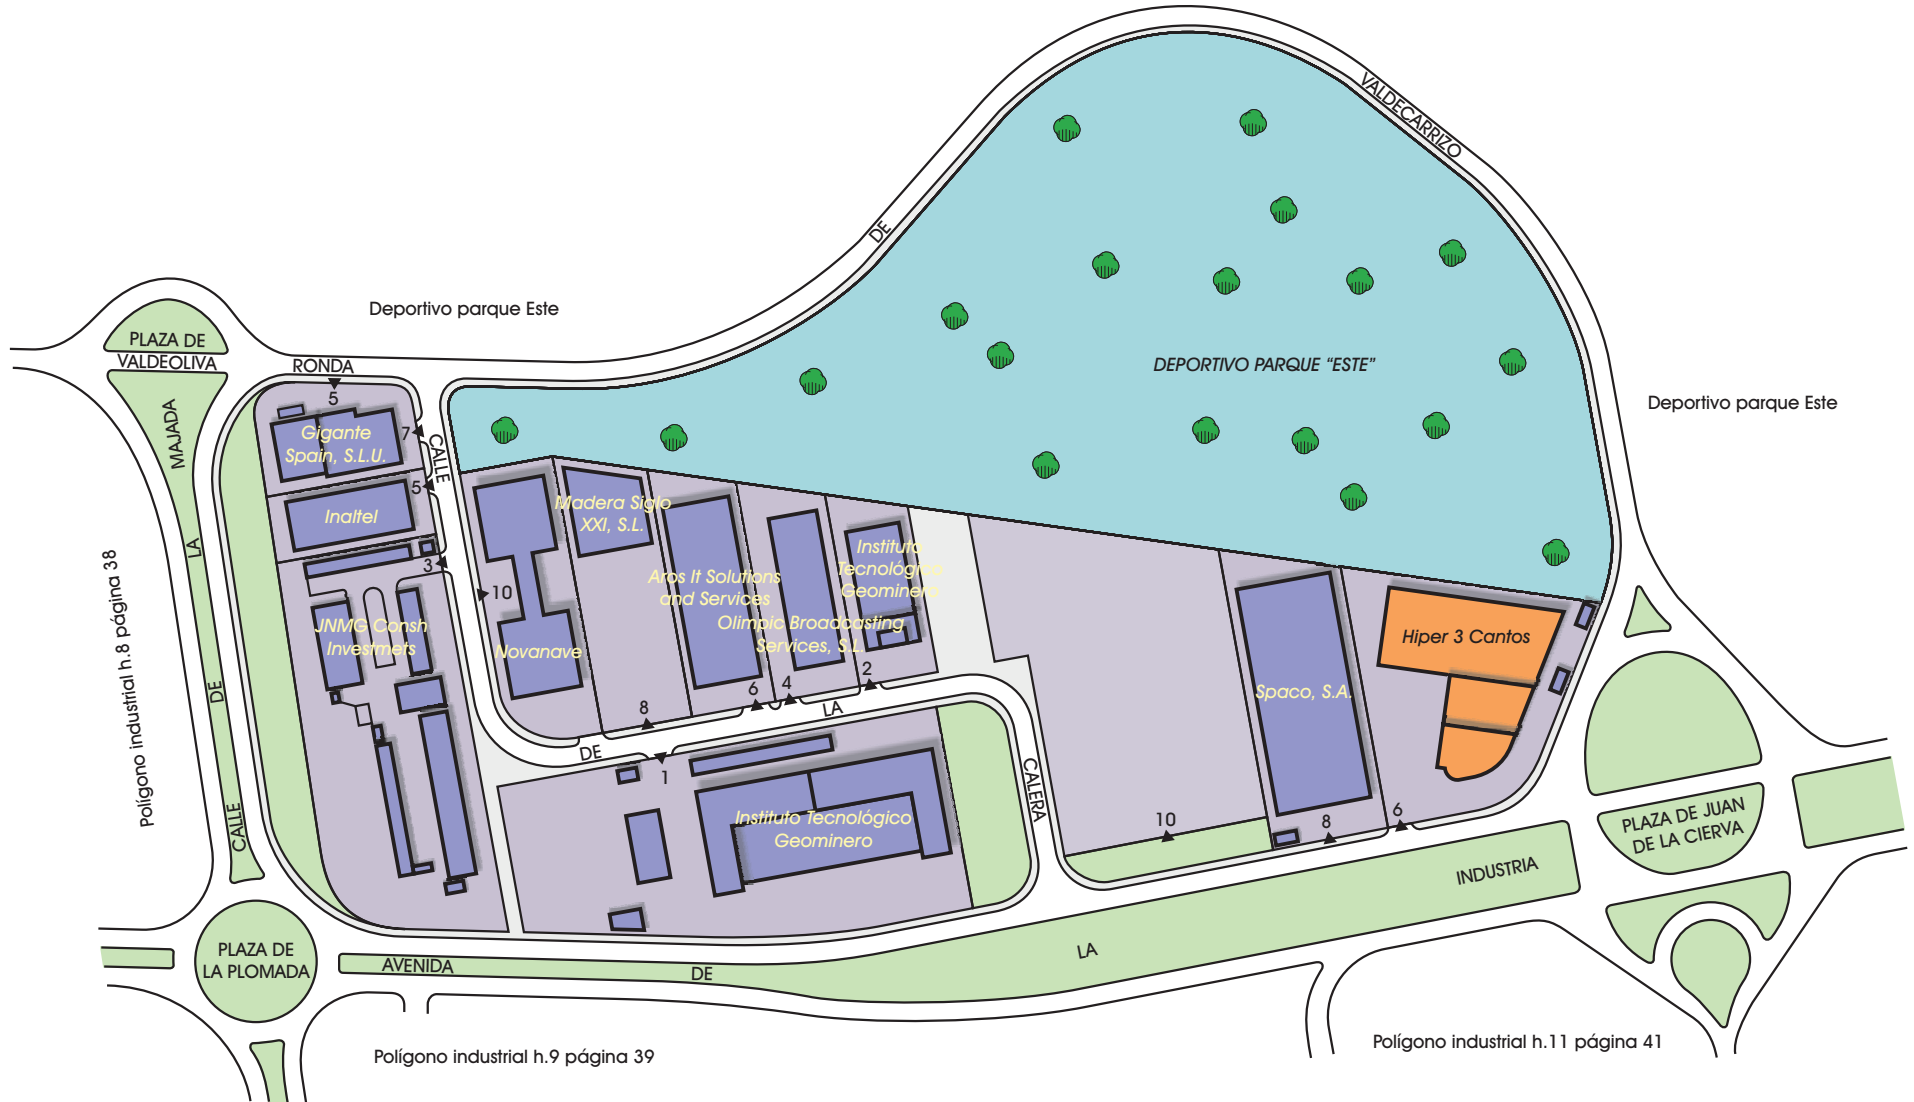 VALDECARRIZO
DE
Deportivo parque Este
PLAZA DE
VALDEOLIVA
RONDA
DEPORTIVO PARQUE “ESTE”
Deportivo parque Este
MAJADA
LA
DE
CALLE
5
Gigante
Spain, S.L.U.
7
CALLE
5
Inaltel
3
JNMG Consh
Investmets
10
Novanave
Madera Siglo
XXI, S.L.
Aros It Solutions
and Services
Olimpic Broadcasting
Services, S.L.
Instituto
Tecnológico
Geominero
Hiper 3 Cantos
Spaco, S.A.
Polígono industrial h.8 página 38
8
6
4
2
LA
DE
1
CALERA
Instituto Tecnológico
Geominero
10
8
6
PLAZA DE JUAN
DE LA CIERVA
INDUSTRIA
LA
DE
AVENIDA
PLAZA DE
LA PLOMADA
Polígono industrial h.9 página 39
Polígono industrial h.11 página 41